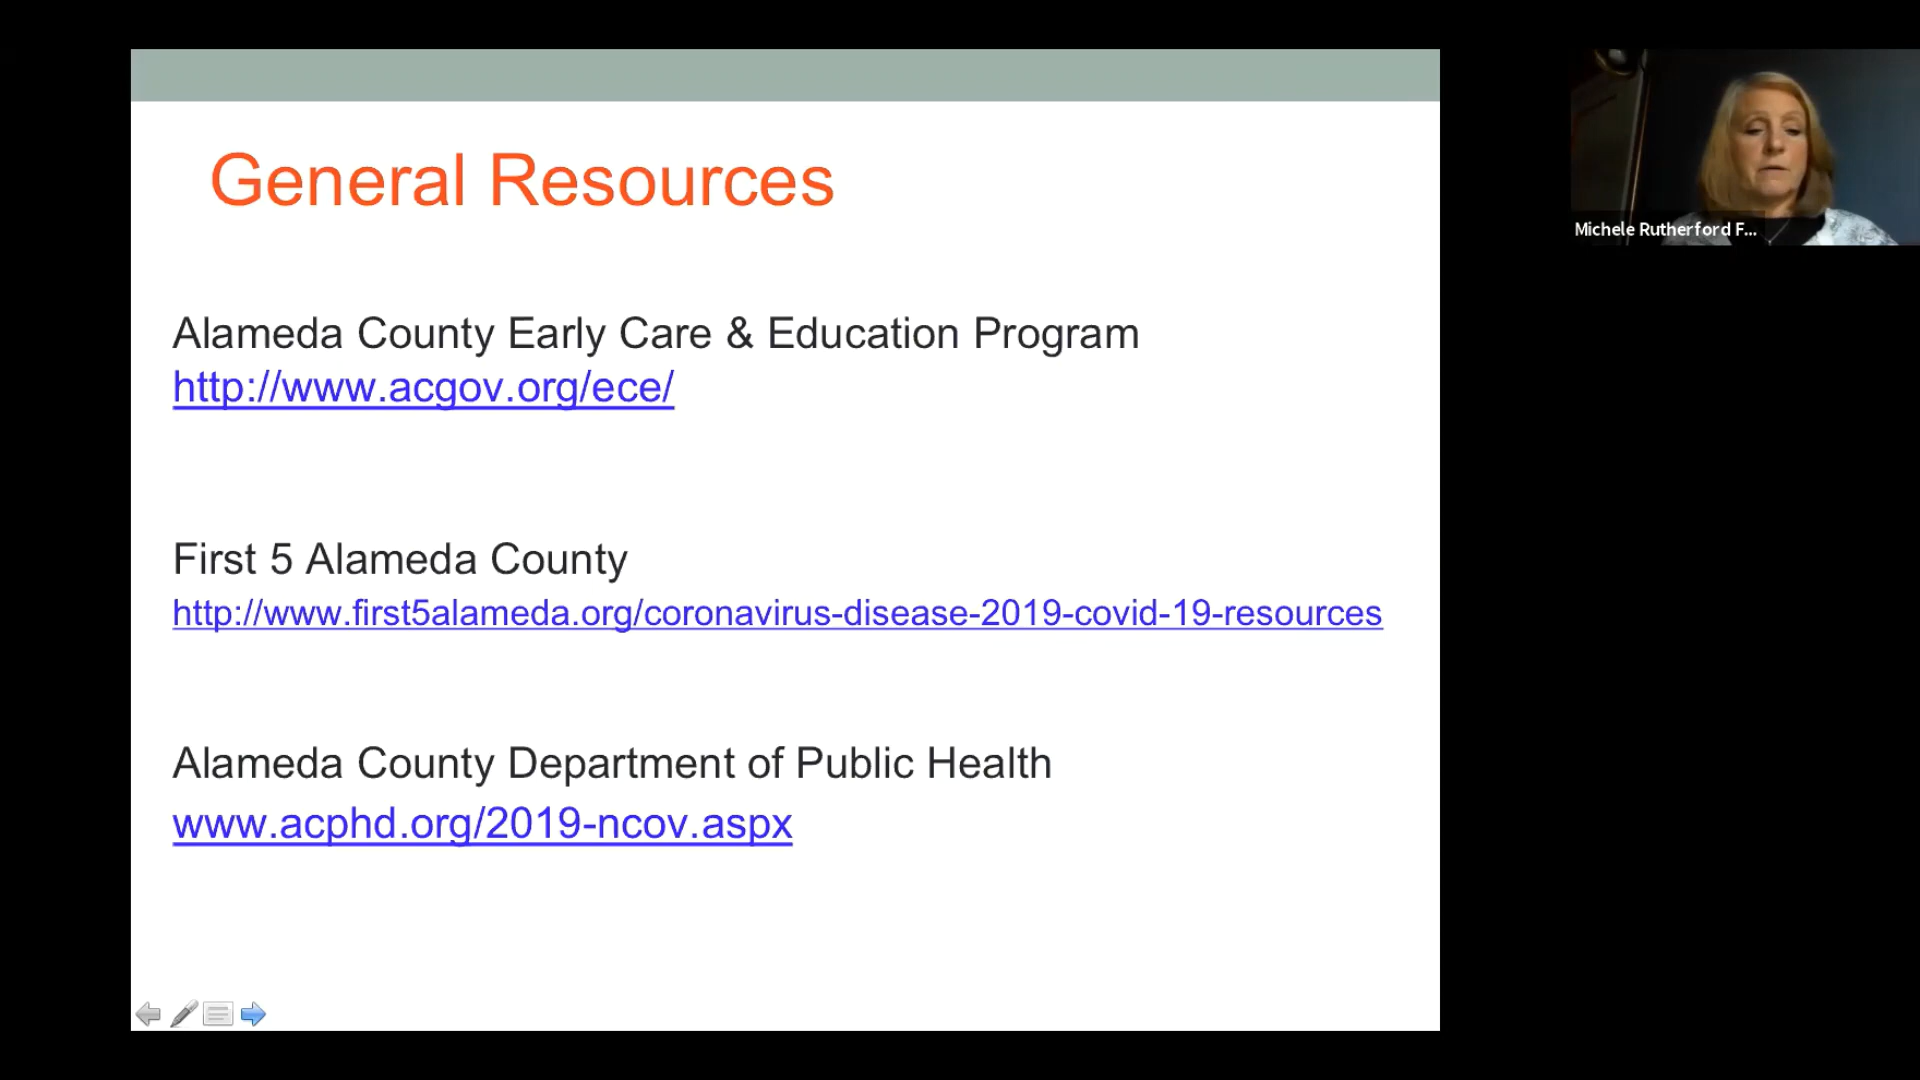 General Resources
Michele Rutherford F...
Alameda County Early Care & Education Program
http://www.acgov.org/ece/
First 5 Alameda County
http://www.first5alameda.org/coronavirus-disease-2019-covid-19-resources
Alameda County Department of Public Health
www.acphd.org/2019-ncov.aspx